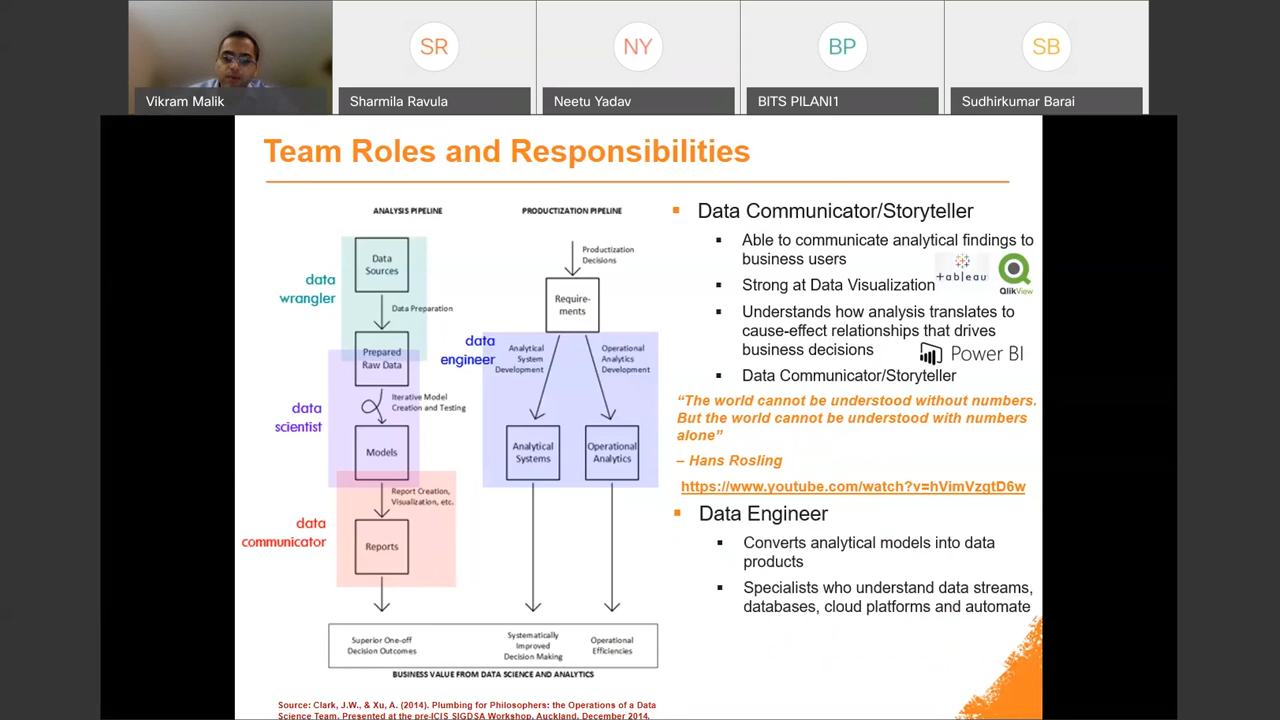 SR
NY
BP
SB
Vikram Malik
Sharmila Ravula
Neetu Yadav
BITS PILANI1
Sudhirkumar Barai
Team Roles and Responsibilities
ANALYSIS PIPELINE
PRODUCTIZATION PIPELINE
data
wrangler
Data
Sources
Data Preparation
Prepared
Raw Data
data
scientist
Iterative Model
Creation and Testing
Models
Report Creation,
Visualization, etc.
data
communicator
Reports
Productization
Decisions
Require-
ments
data
engineer
Analytical
System
Development
Operational
Analytics
Development
Analytical
Systems
Operational
Analytics
Superior One-off
Decision Outcomes
Systematically
Improved
Decision Making
Operational
Efficiencies
BUSINESS VALUE FROM DATA SCIENCE AND ANALYTICS
Source: Clark, J.W., & Xu, A. (2014). Plumbing for Philosophers: the Operations of a Data
Science Team. Presented at the pre-ICIS SIGDSA Workshop, Auckland, December 2014.
Data Communicator/Storyteller
Able to communicate analytical findings to
business users
Strong at Data Visualization
+ableau
QlikView
Understands how analysis translates to
cause-effect relationships that drives
business decisions
Power BI
Data Communicator/Storyteller
“The world cannot be understood without numbers.
But the world cannot be understood with numbers
alone”
– Hans Rosling
https://www.youtube.com/watch?v=hVimVzgtD6w
Data Engineer
Converts analytical models into data
products
Specialists who understand data streams,
databases, cloud platforms and automate